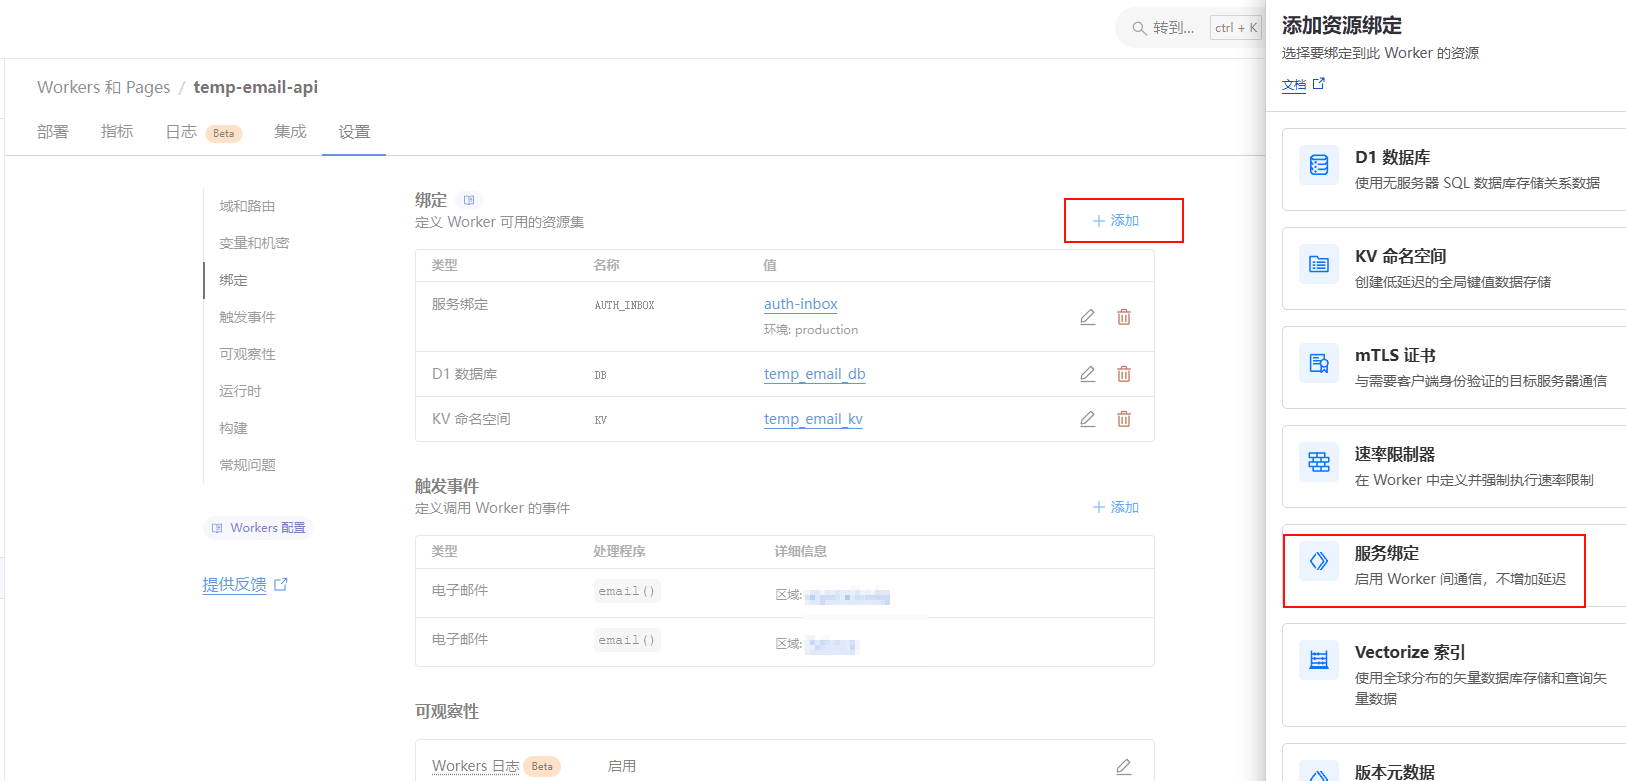 转到... ctrl + K
Workers 和 Pages / temp-email-api
部署 指标 日志 Beta 集成 设置
域和路由
变量和机密
绑定
触发事件
可观察性
运行时
构建
常规问题
Workers 配置
提供反馈
绑定
定义 Worker 可用的资源集
+ 添加
类型 名称 值
服务绑定 AUTH_INBOX auth-inbox
环境: production
D1 数据库 DB temp_email_db
KV 命名空间 KV temp_email_kv
触发事件
定义调用 Worker 的事件
+ 添加
类型 处理程序 详细信息
电子邮件 email() 区域:
电子邮件 email() 区域:
可观察性
Workers 日志 Beta 启用
添加资源绑定
选择要绑定到此 Worker 的资源
文档
D1 数据库
使用无服务器 SQL 数据库存储关系数据
KV 命名空间
创建低延迟的全局键值数据存储
mTLS 证书
与需要客户端身份验证的目标服务器通信
速率限制器
在 Worker 中定义并强制执行速率限制
服务绑定
启用 Worker 间通信，不增加延迟
Vectorize 索引
使用全球分布的矢量数据库存储和查询矢
量数据
版本元数据